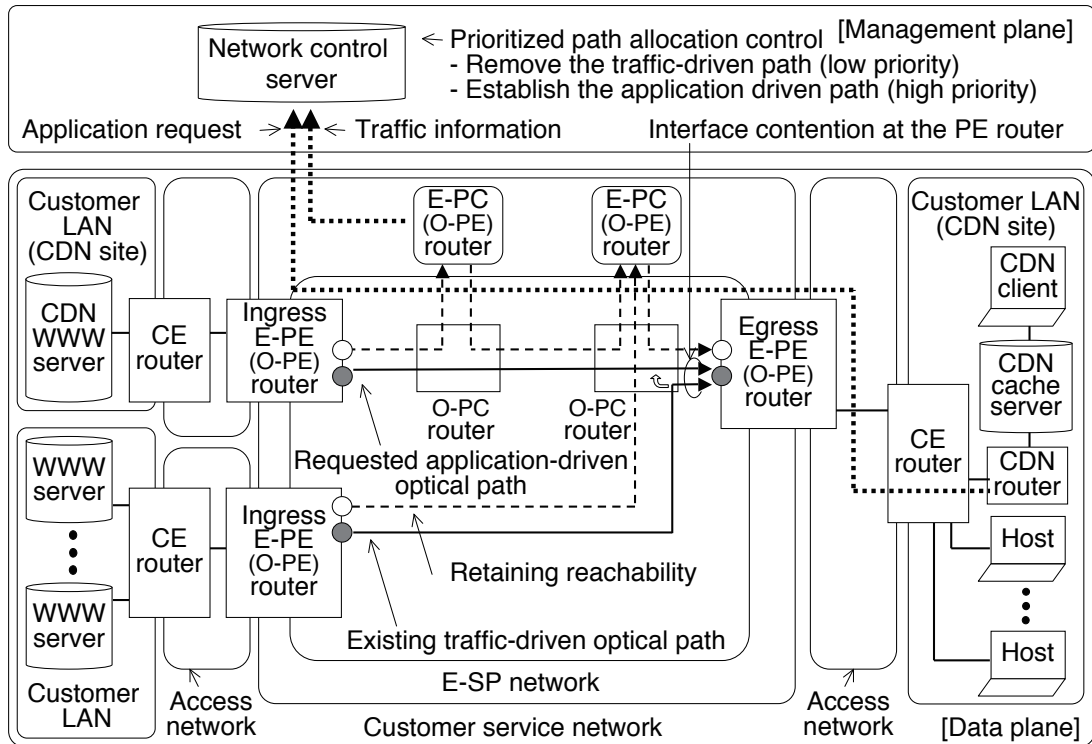 [Management plane]
Network control
server
Prioritized path allocation control
- Remove the traffic-driven path (low priority)
- Establish the application driven path (high priority)
Application request
Traffic information
Interface contention at the PE router
Customer
LAN
(CDN site)
E-PC
(O-PE)
router
E-PC
(O-PE)
router
Customer LAN
(CDN site)
CDN
client
CDN
WWW
server
CE
router
Ingress
E-PE
(O-PE)
router
Egress
E-PE
(O-PE)
router
CDN
cache
server
O-PC
router
O-PC
router
CE
router
CDN
router
Requested application-driven
optical path
WWW
server
WWW
server
CE
router
Ingress
E-PE
(O-PE)
router
Host
Host
Retaining reachability
Existing traffic-driven optical path
Customer
LAN
Access
network
E-SP network
Customer service network
Access
network
[Data plane]